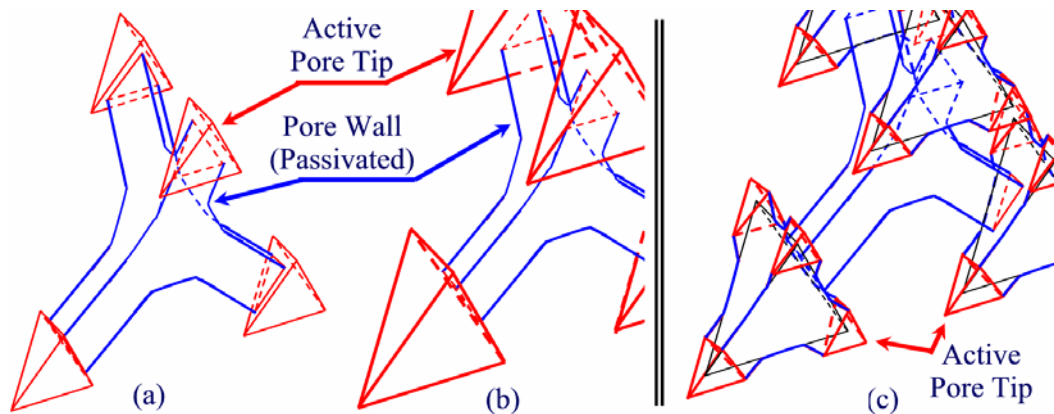 Active
Pore Tip
Pore Wall
(Passivated)
(a)
(b)
(c)
Active
Pore Tip